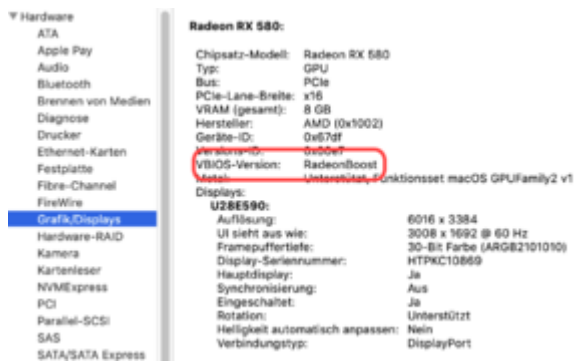 Hardware
ATA
Apple Pay
Audio
Bluetooth
Brennen von Medien
Diagnose
Drucker
Ethernet-Karten
Festplatte
Fibre-Channel
FireWire
Grafik/Displays
Hardware-RAID
Kamera
Kartenleser
NVMExpress
PCI
Parallel-SCSI
SAS
SATA/SATA Express
Radeon RX 580:
Chipsatz-Modell: Radeon RX 580
Typ: GPU
Bus: PCIe
PCIe-Lane-Breite: x16
VRAM (gesamt): 8 GB
Hersteller: AMD (0x1002)
Geräte-ID: 0x67df
Versions-ID: 0x00e7
VBIOS-Version: RadeonBoost
Metal: Unterstützt, Funktionsset macOS GPUFamily2 v1
Displays:
U28E590:
Auflösung: 6016 x 3384
UI sieht aus wie: 3008 x 1692 @ 60 Hz
Framepuffertiefe: 30-Bit Farbe (ARGB2101010)
Display-Seriennummer: HTPKC10869
Hauptdisplay: Ja
Synchronisierung: Aus
Eingeschaltet: Ja
Rotation: Unterstützt
Helligkeit automatisch anpassen: Nein
Verbindungstyp: DisplayPort